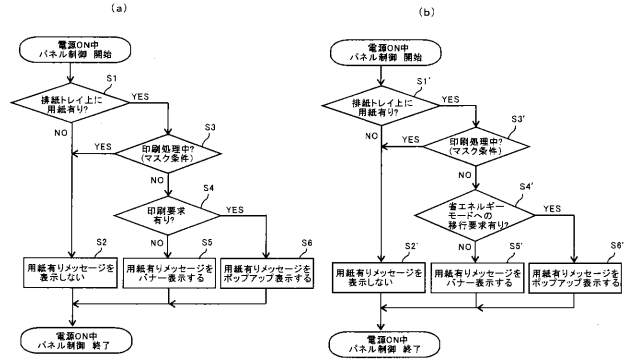 (a)
電源ON中
パネル制御 開始
S1
排紙トレイ上に
用紙有り?
YES
NO
S3
印刷処理中?
(マスク条件)
YES
NO
S4
印刷要求
有り?
YES
NO
S2
用紙有りメッセージを
表示しない
S5
用紙有りメッセージを
バナー表示する
S6
用紙有りメッセージを
ポップアップ表示する
電源ON中
パネル制御 終了
(b)
電源ON中
パネル制御 開始
S1'
排紙トレイ上に
用紙有り?
YES
NO
S3'
印刷処理中?
(マスク条件)
YES
NO
S4'
省エネルギー
モードへの
移行要求有り?
YES
NO
S2'
用紙有りメッセージを
表示しない
S5'
用紙有りメッセージを
バナー表示する
S6'
用紙有りメッセージを
ポップアップ表示する
電源ON中
パネル制御 終了